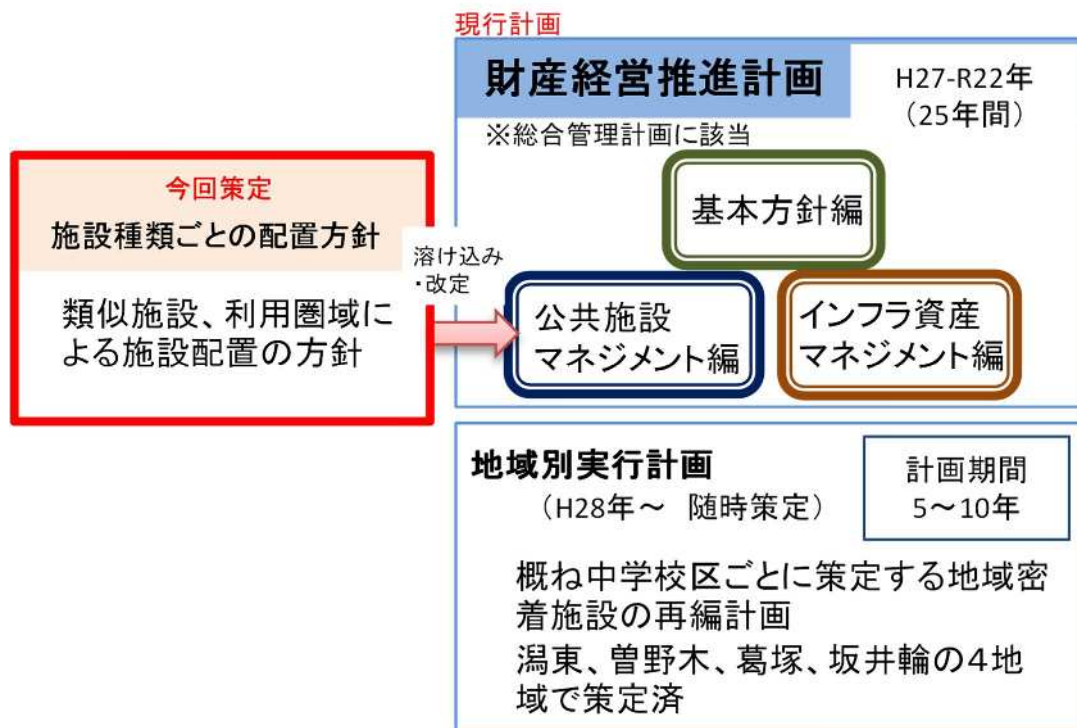 現行計画
財産経営推進計画
H27-R22年
（25年間）
※総合管理計画に該当
基本方針編
今回策定
施設種類ごとの配置方針
類似施設、利用圏域に
よる施設配置の方針
溶け込み
・改定
公共施設
マネジメント編
インフラ資産
マネジメント編
地域別実行計画
（H28年～ 随時策定）
計画期間
5～10年
概ね中学校区ごとに策定する地域密
着施設の再編計画
潟東、曽野木、葛塚、坂井輪の４地
域で策定済